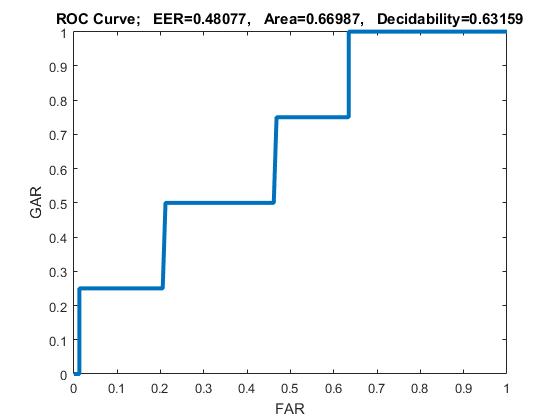 ROC Curve;   EER=0.48077,   Area=0.66987,   Decidability=0.63159
1
0.9
0.8
0.7
0.6
0.5
0.4
0.3
0.2
0.1
0
GAR
0 0.1 0.2 0.3 0.4 0.5 0.6 0.7 0.8 0.9 1
FAR